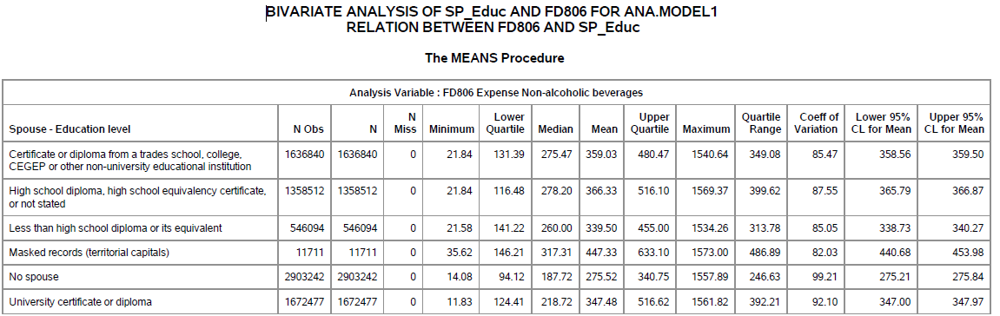 BIVARIATE ANALYSIS OF SP_Educ AND FD806 FOR ANA.MODEL1
RELATION BETWEEN FD806 AND SP_Educ
The MEANS Procedure
Analysis Variable : FD806 Expense Non-alcoholic beverages
Spouse - Education level N Obs N N Miss Minimum Lower Quartile Median Mean Upper Quartile Maximum Quartile Range Coeff of Variation Lower 95% CL for Mean Upper 95% CL for Mean
Certificate or diploma from a trades school, college,
CEGEP or other non-university educational institution 1636840 1636840 0 21.84 131.39 275.47 359.03 480.47 1540.64 349.08 85.47 358.56 359.50
High school diploma, high school equivalency certificate,
or not stated 1358512 1358512 0 21.84 116.48 278.20 366.33 516.10 1569.37 399.62 87.55 365.79 366.87
Less than high school diploma or its equivalent 546094 546094 0 21.58 141.22 260.00 339.50 455.00 1534.26 313.78 85.05 338.73 340.27
Masked records (territorial capitals) 11711 11711 0 35.62 146.21 317.31 447.33 633.10 1573.00 486.89 82.03 440.68 453.98
No spouse 2903242 2903242 0 14.08 94.12 187.72 275.52 340.75 1557.89 246.63 99.21 275.21 275.84
University certificate or diploma 1672477 1672477 0 11.83 124.41 218.72 347.48 516.62 1561.82 392.21 92.10 347.00 347.97